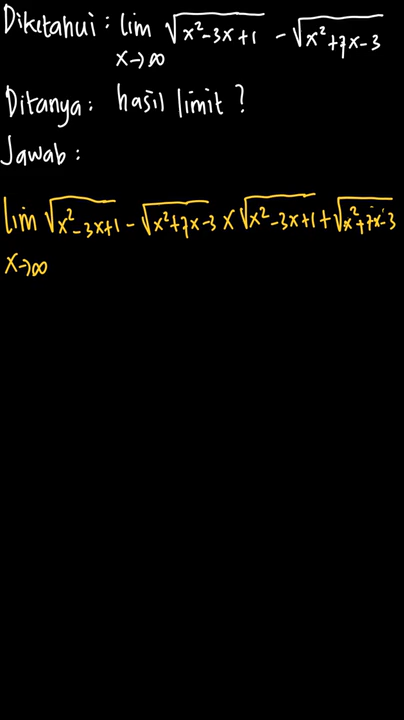 Diketahui: lim √(x²-3x+1) - √(x²+7x-3)
x→∞
Ditanya: hasil limit?
Jawab:
lim √(x²-3x+1) - √(x²+7x-3) x √(x²-3x+1) + √(x²+7x-3)
x→∞